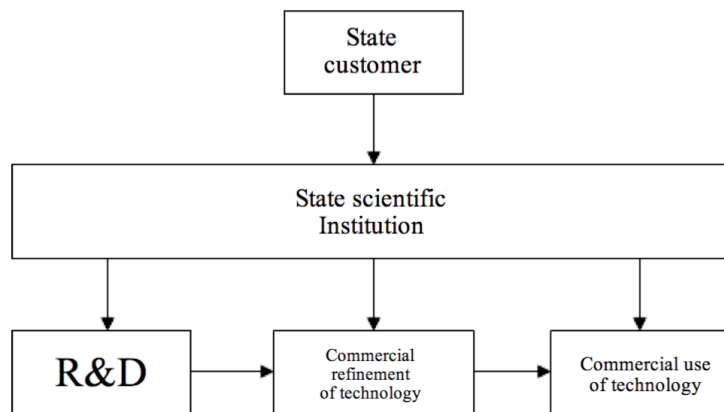 State
customer
State scientific
Institution
R&D
Commercial
refinement
of technology
Commercial use
of technology